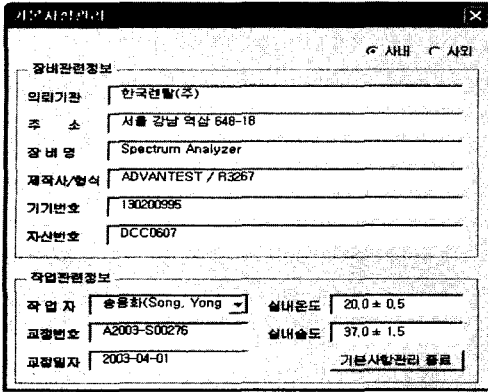 기본사항관리
사내 사외
장비관련정보
의뢰기관 한국렌탈(주)
주 소 서울 강남 역삼 648-18
장 비 명 Spectrum Analyzer
제작사/형식 ADVANTEST / R3267
기기번호 130200995
자산번호 DCC0607
작업관련정보
작 업 자 송용화(Song, Yong 실내온도 20,0 ± 0,5
교정번호 A2003-S00276 실내습도 37,0 ± 1,5
교정일자 2003-04-01 기본사항관리 종료